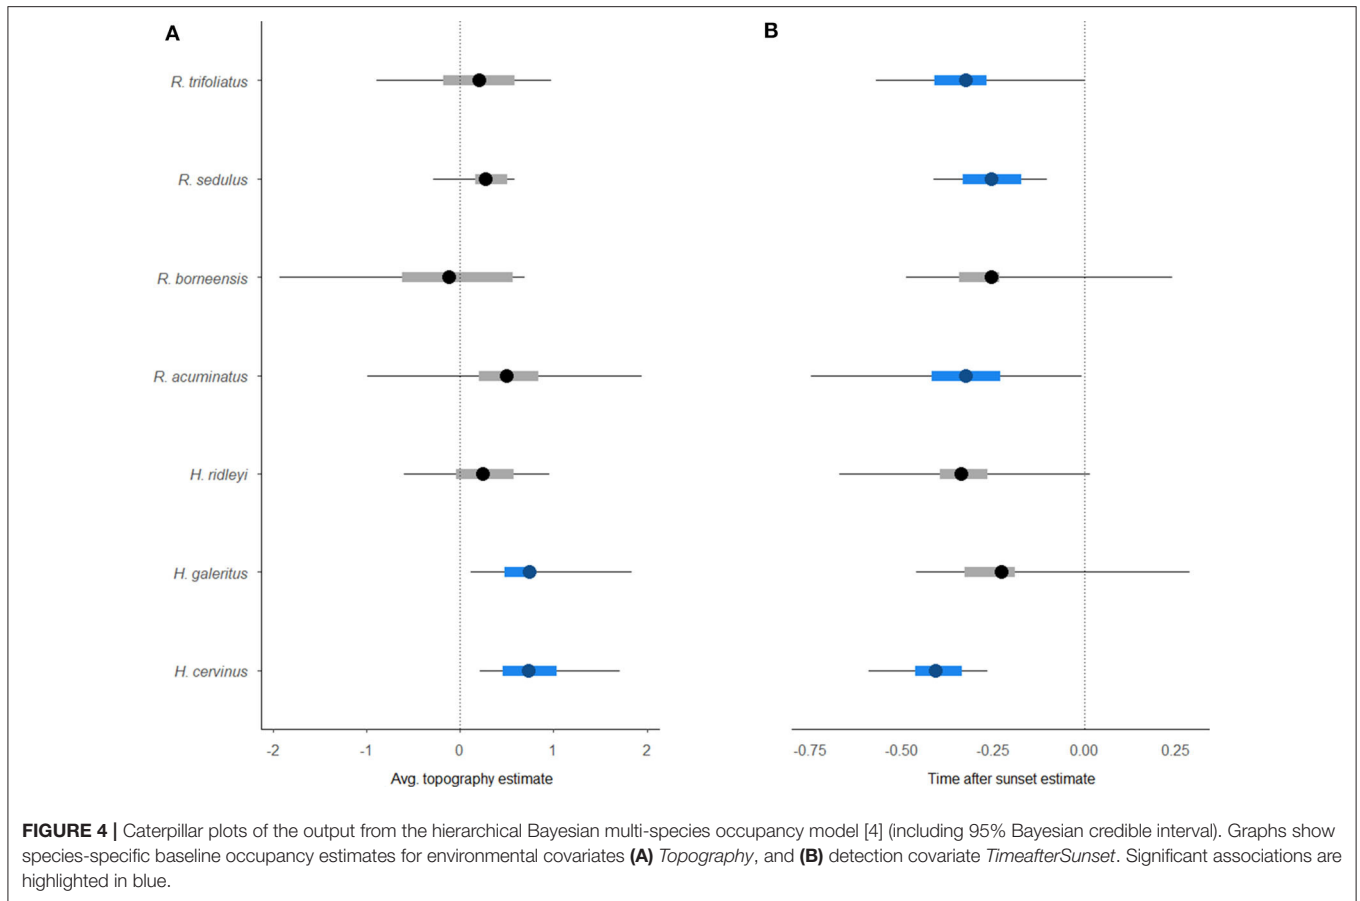 A
B
R. trifoliatus
R. sedulus
R. borneensis
R. acuminatus
H. ridleyi
H. galeritus
H. cervinus
-2 -1 0 1 2
-0.75 -0.50 -0.25 0.00 0.25
Avg. topography estimate
Time after sunset estimate
FIGURE 4 | Caterpillar plots of the output from the hierarchical Bayesian multi-species occupancy model [4] (including 95% Bayesian credible interval). Graphs show
species-specific baseline occupancy estimates for environmental covariates (A) Topography, and (B) detection covariate TimeafterSunset. Significant associations are
highlighted in blue.